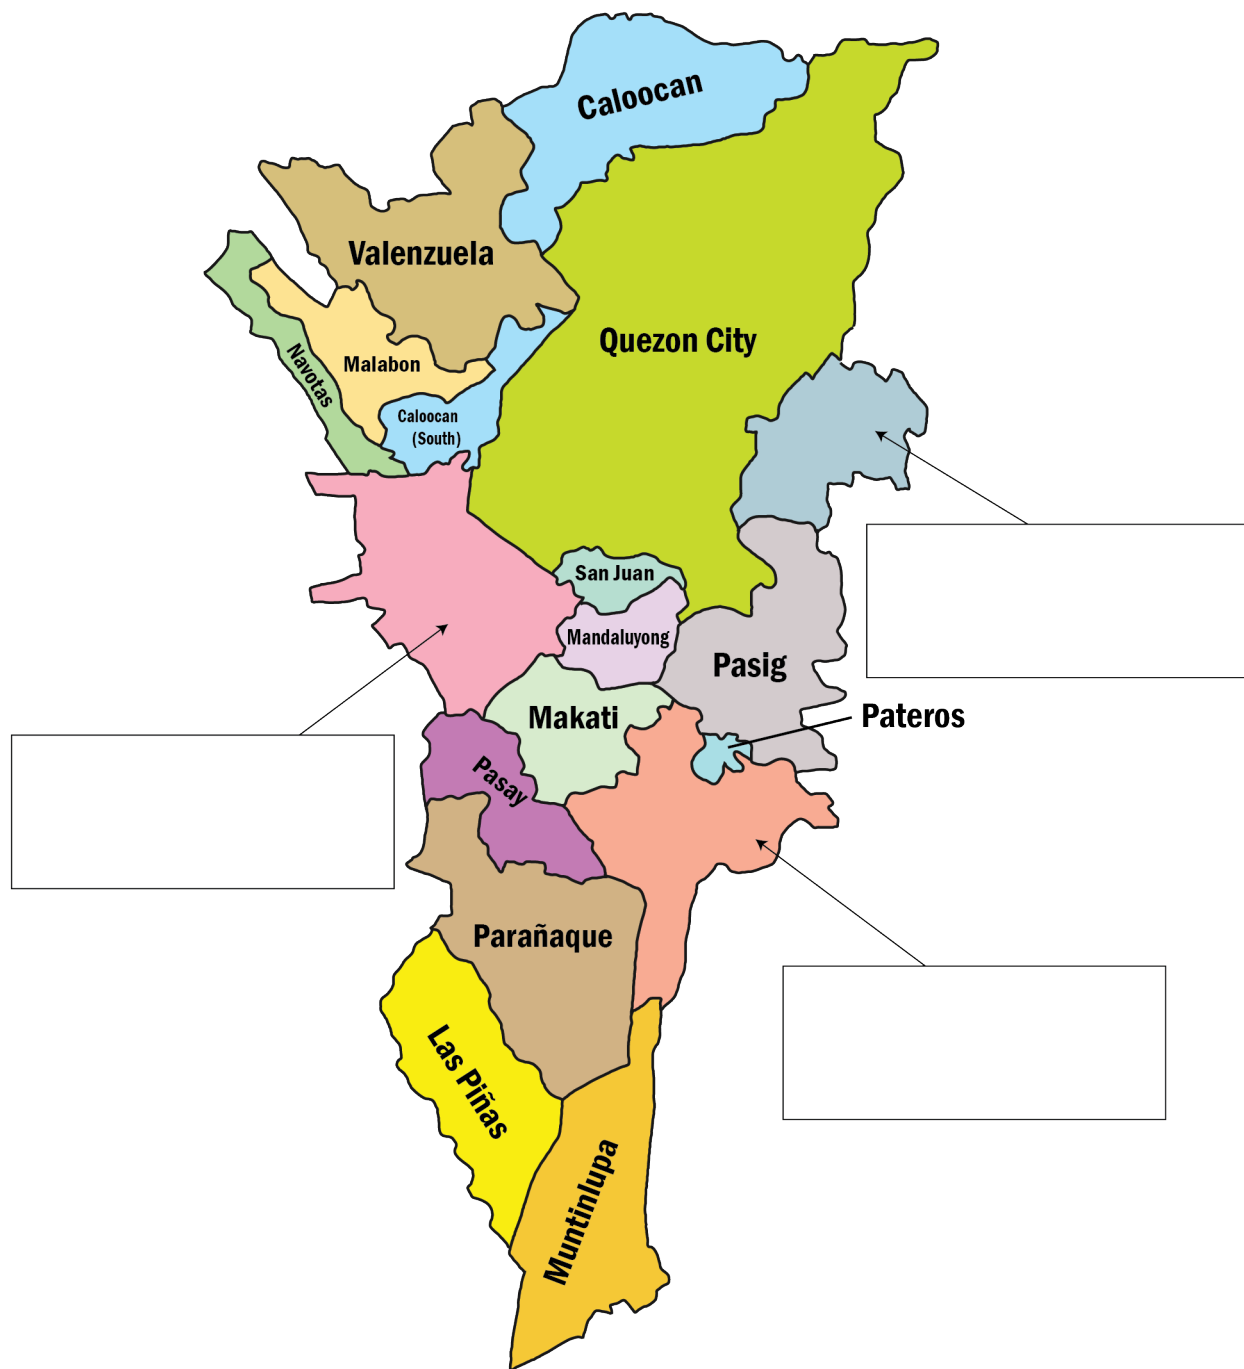 Caloocan
Valenzuela
Quezon City
Navotas
Malabon
Caloocan
(South)
San Juan
Mandaluyong
Pasig
Makati
Pateros
Pasay
Parañaque
Las Piñas
Muntinlupa